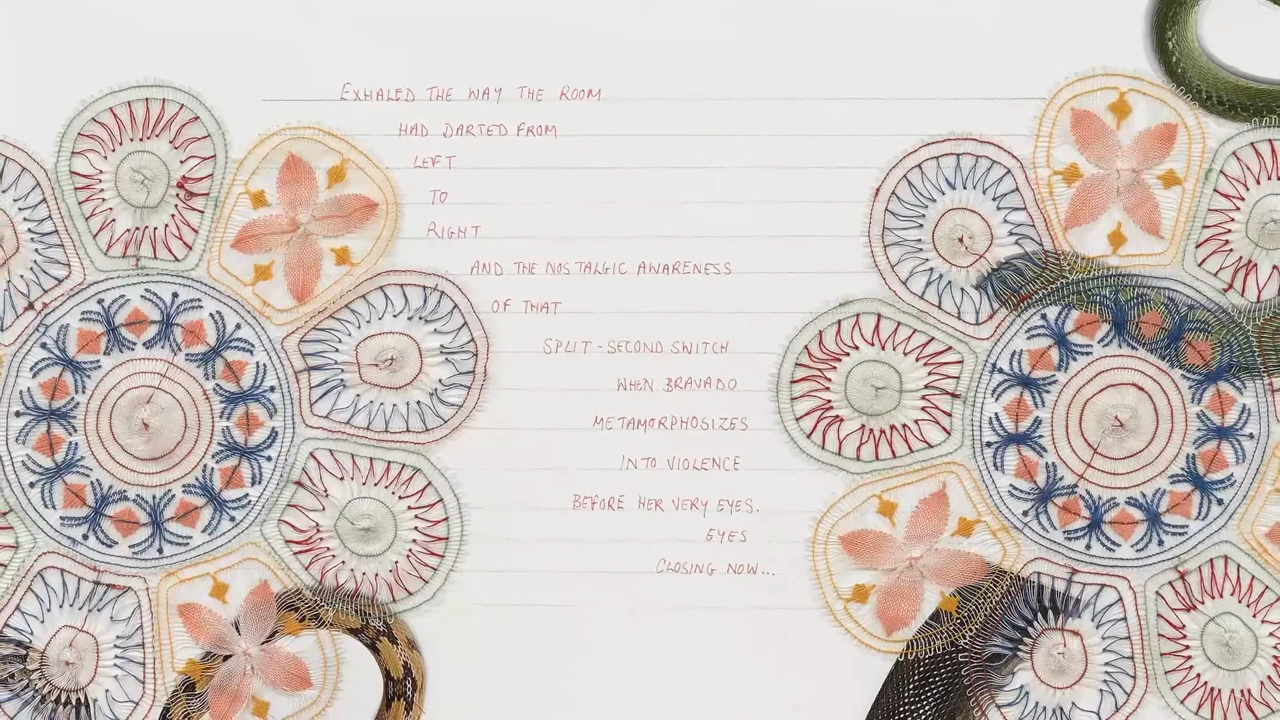 EXHALED THE WAY THE ROOM
HAD DARTED FROM
LEFT
TO
RIGHT
AND THE NOSTALGIC AWARENESS
OF THAT
SPLIT-SECOND SWITCH
WHEN BRAVADO
METAMORPHOSIZES
INTO VIOLENCE
BEFORE HER VERY EYES.
EYES
CLOSING NOW...